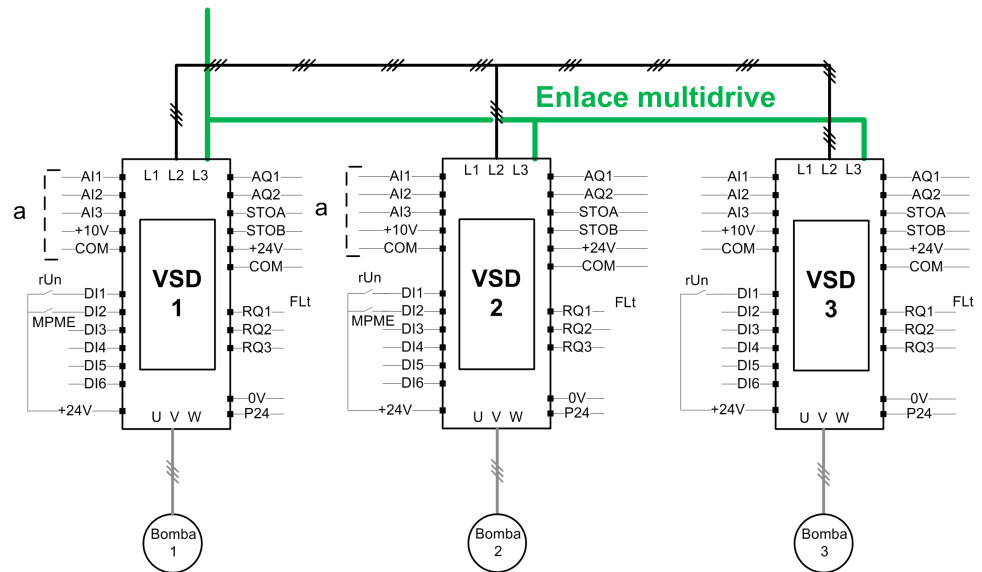 Enlace multidrive
L1 L2 L3
AI1
AI2
AI3
+10V
COM
a
rUn
DI1
MPME
DI2
DI3
DI4
DI5
DI6
+24V
VSD
1
AQ1
AQ2
STOA
STOB
+24V
COM
FLt
RQ1
RQ2
RQ3
0V
P24
U V W
Bomba
1
L1 L2 L3
AI1
AI2
AI3
+10V
COM
a
rUn
DI1
MPME
DI2
DI3
DI4
DI5
DI6
+24V
VSD
2
AQ1
AQ2
STOA
STOB
+24V
COM
FLt
RQ1
RQ2
RQ3
0V
P24
U V W
Bomba
2
L1 L2 L3
AI1
AI2
AI3
+10V
COM
rUn
DI1
DI2
DI3
DI4
DI5
DI6
+24V
VSD
3
AQ1
AQ2
STOA
STOB
+24V
COM
FLt
RQ1
RQ2
RQ3
0V
P24
U V W
Bomba
3